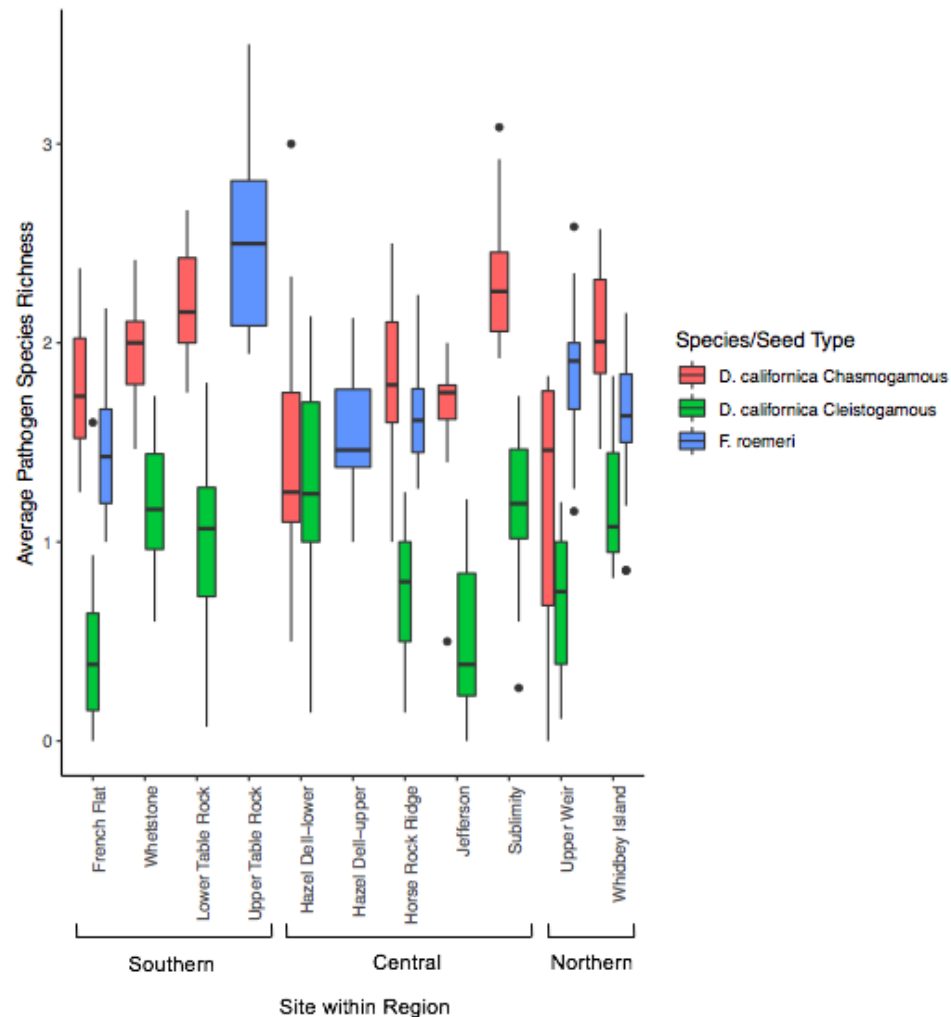 Average Pathogen Species Richness
3
2
1
0
French Flat
Whetstone
Lower Table Rock
Upper Table Rock
Hazel Dell−lower
Hazel Dell−upper
Horse Rock Ridge
Jefferson
Sublimity
Upper Weir
Whidbey Island
Southern
Central
Northern
Site within Region
Species/Seed Type
D. californica Chasmogamous
D. californica Cleistogamous
F. roemeri